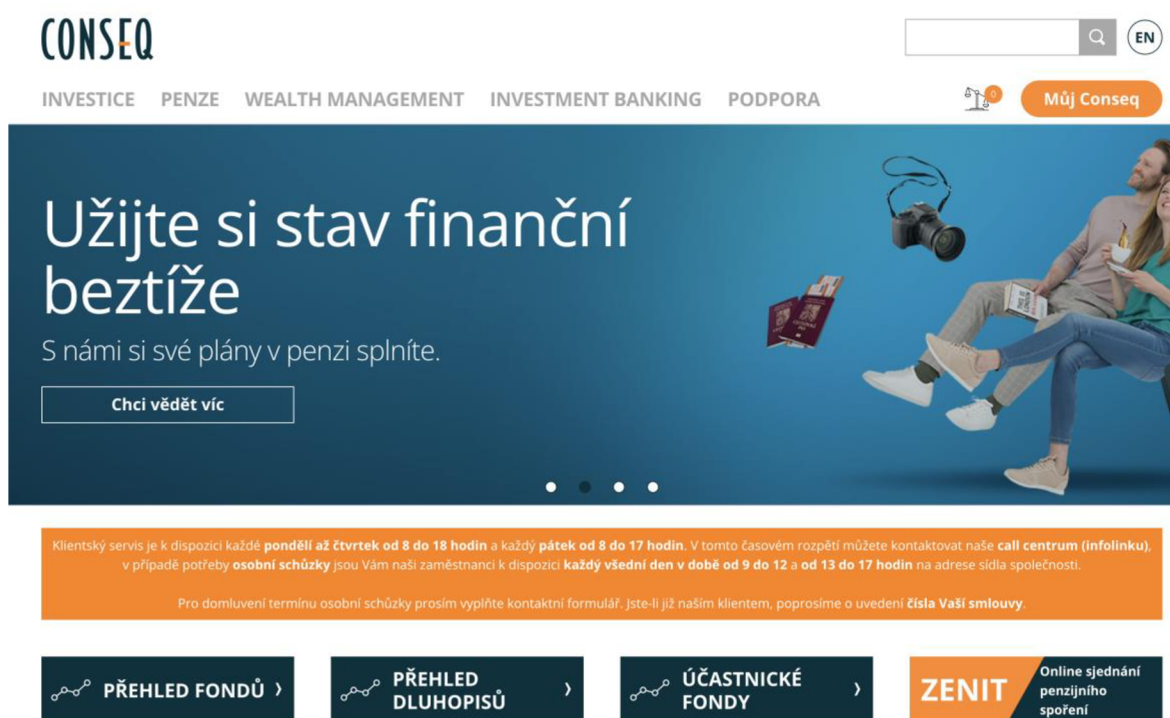 CONSEQ
EN
INVESTICE PENZE WEALTH MANAGEMENT INVESTMENT BANKING PODPORA
0
Můj Conseq
Užijte si stav finanční
beztíže
S námi si své plány v penzi splníte.
Chci vědět víc
THIS IS
LONDON
Klientský servis je k dispozici každé pondělí až čtvrtek od 8 do 18 hodin a každý pátek od 8 do 17 hodin. V tomto časovém rozpětí můžete kontaktovat naše call centrum (infolinku),
v případě potřeby osobní schůzky jsou Vám naši zaměstnanci k dispozici každý všední den v době od 9 do 12 a od 13 do 17 hodin na adrese sídla společnosti.
Pro domluvení termínu osobní schůzky prosím vyplňte kontaktní formulář. Jste-li již naším klientem, poprosíme o uvedení čísla Vaší smlouvy.
PŘEHLED FONDŮ
PŘEHLED
DLUHOPISŮ
ÚČASTNICKÉ
FONDY
ZENIT
Online sjednání
penzijního
spoření